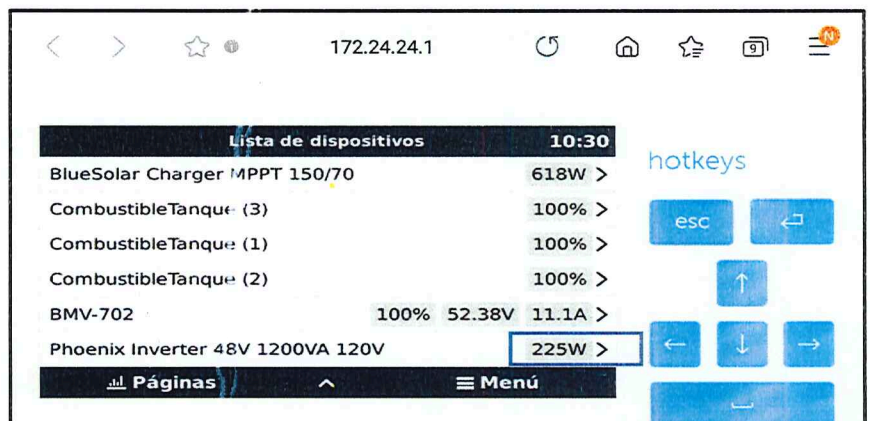 172.24.24.1
9
N
Lista de dispositivos 10:30
hotkeys
BlueSolar Charger MPPT 150/70 618W >
CombustibleTanque (3) 100% >
esc
CombustibleTanque (1) 100% >
CombustibleTanque (2) 100% >
BMV-702 100% 52.38V 11.1A >
Phoenix Inverter 48V 1200VA 120V 225W >
Páginas Menú